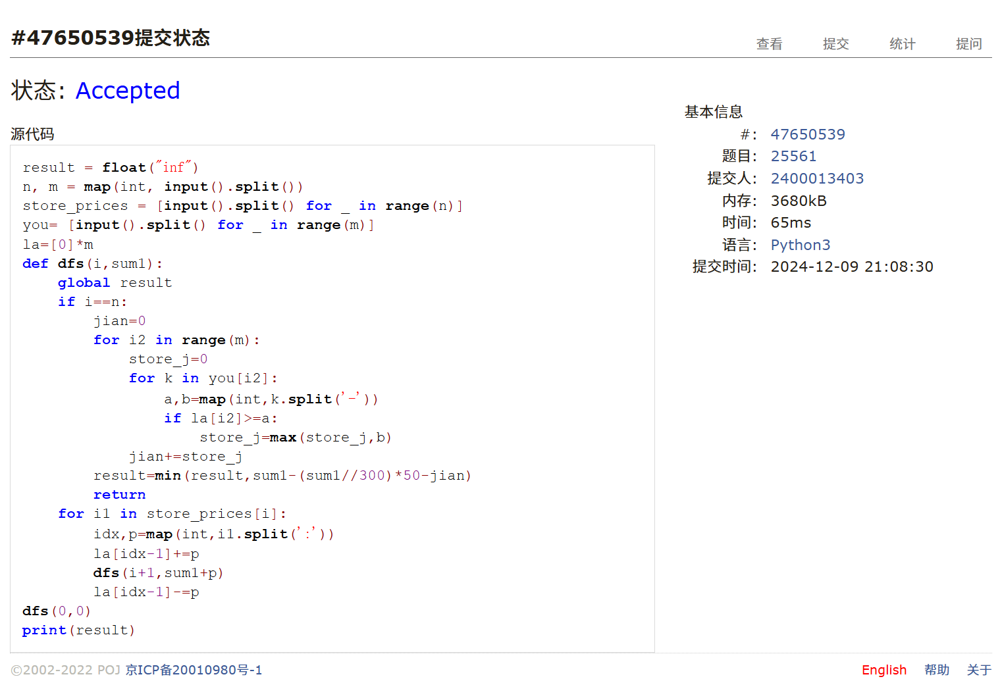 #47650539提交状态
查看 提交 统计 提问
状态: Accepted
源代码
result = float("inf")
n, m = map(int, input().split())
store_prices = [input().split() for _ in range(n)]
you= [input().split() for _ in range(m)]
la=[0]*m
def dfs(i,sum1):
    global result
    if i==n:
        jian=0
        for i2 in range(m):
            store_j=0
            for k in you[i2]:
                a,b=map(int,k.split('-'))
                if la[i2]>=a:
                    store_j=max(store_j,b)
            jian+=store_j
        result=min(result,sum1-(sum1//300)*50-jian)
        return
    for i1 in store_prices[i]:
        idx,p=map(int,i1.split(':'))
        la[idx-1]+=p
        dfs(i+1,sum1+p)
        la[idx-1]-=p
dfs(0,0)
print(result)
基本信息
#: 47650539
题目: 25561
提交人: 2400013403
内存: 3680kB
时间: 65ms
语言: Python3
提交时间: 2024-12-09 21:08:30
©2002-2022 POJ 京ICP备20010980号-1
English 帮助 关于